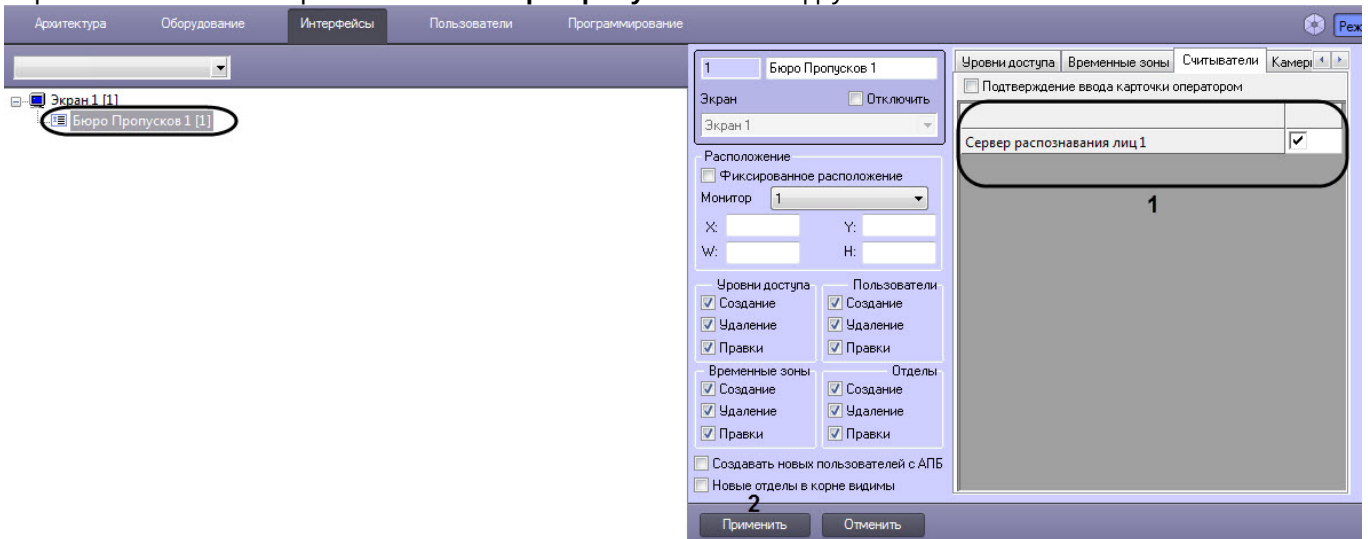 Архитектура Оборудование Интерфейсы Пользователи Программирование
Экран 1 [1]
Бюро Пропусков 1 [1]
1 Бюро Пропусков 1
Экран Отключить
Экран 1
Расположение
Фиксированное расположение
Монитор 1
X: Y:
W: H:
Уровни доступа Пользователи
Создание Создание
Удаление Удаление
Правки Правки
Временные зоны Отделы
Создание Создание
Удаление Удаление
Правки Правки
Создавать новых пользователей с АПБ
Новые отделы в корне видимы
2
Применить Отменить
Уровни доступа Временные зоны Считыватели
Подтверждение ввода карточки оператором
Сервер распознавания лиц 1
1